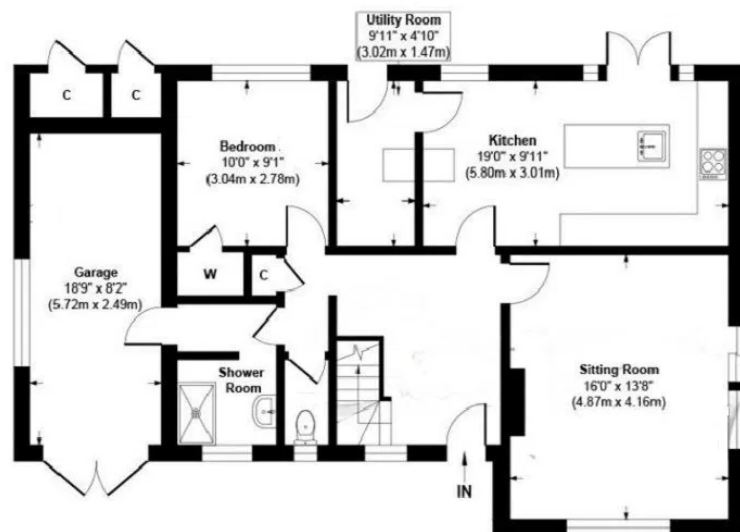 Utility Room
9'11" x 4'10"
(3.02m x 1.47m)
C
C
Bedroom
10'0" x 9'1"
(3.04m x 2.78m)
Kitchen
19'0" x 9'11"
(5.80m x 3.01m)
Garage
18'9" x 8'2"
(5.72m x 2.49m)
W
C
Shower
Room
Sitting Room
16'0" x 13'8"
(4.87m x 4.16m)
IN